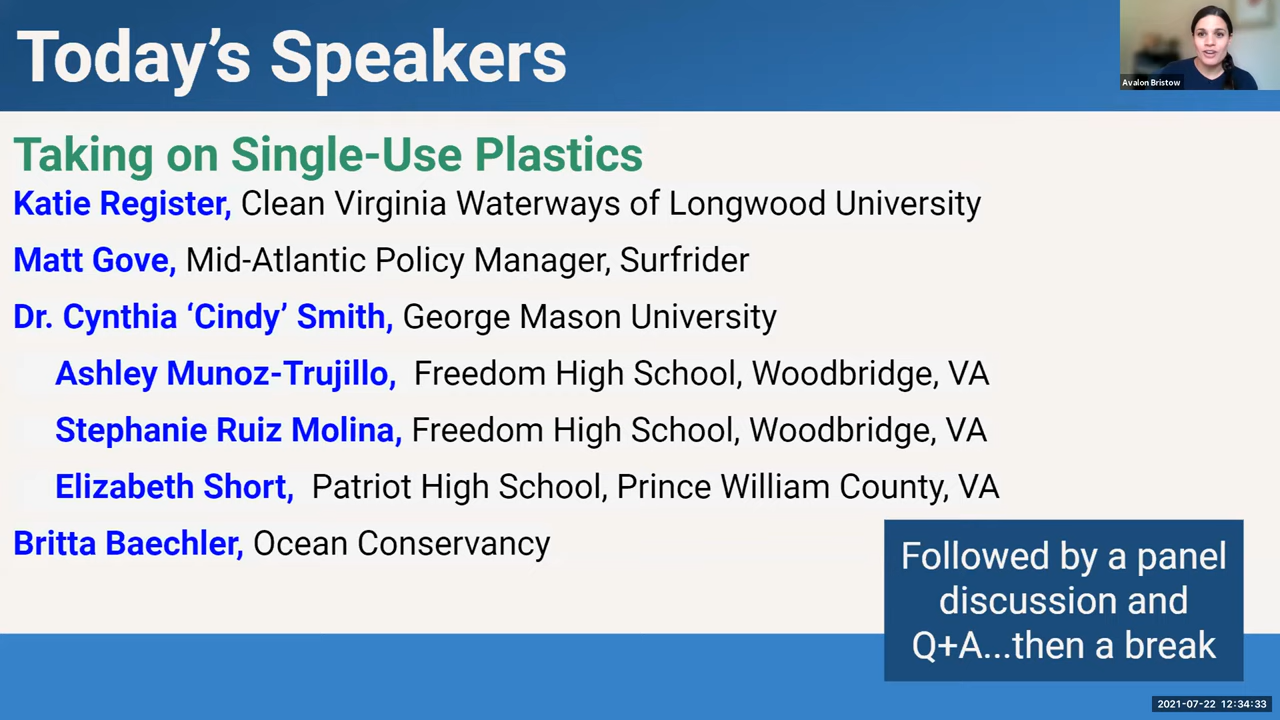 Today's Speakers
Avalon Bristow
Taking on Single-Use Plastics
Katie Register, Clean Virginia Waterways of Longwood University
Matt Gove, Mid-Atlantic Policy Manager, Surfrider
Dr. Cynthia ‘Cindy’ Smith, George Mason University
Ashley Munoz-Trujillo, Freedom High School, Woodbridge, VA
Stephanie Ruiz Molina, Freedom High School, Woodbridge, VA
Elizabeth Short, Patriot High School, Prince William County, VA
Britta Baechler, Ocean Conservancy
Followed by a panel
discussion and
Q+A...then a break
2021-07-22 12:34:33